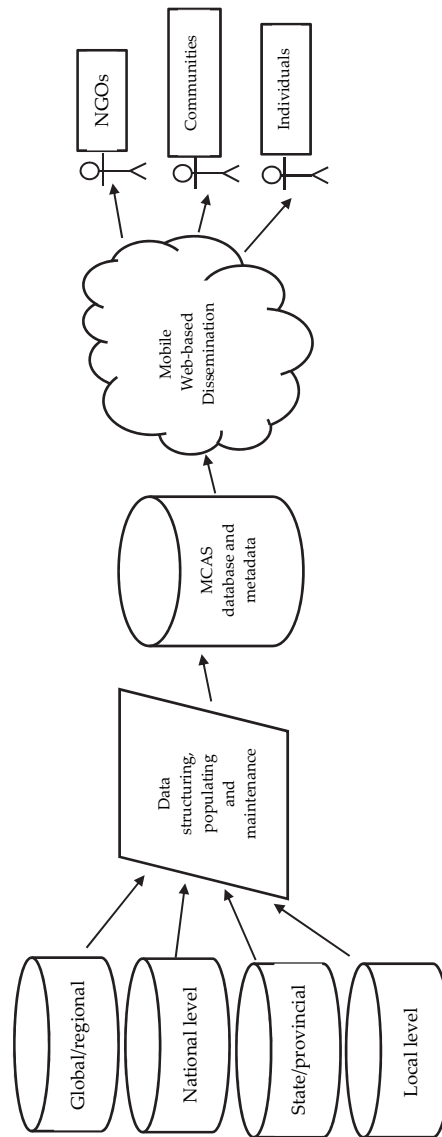 Global/regional
National level
State/provincial
Local level
Data
structuring,
populating
and
maintenance
MCAS
database and
metadata
Mobile
Web-based
Dissemination
NGOs
Communities
Individuals